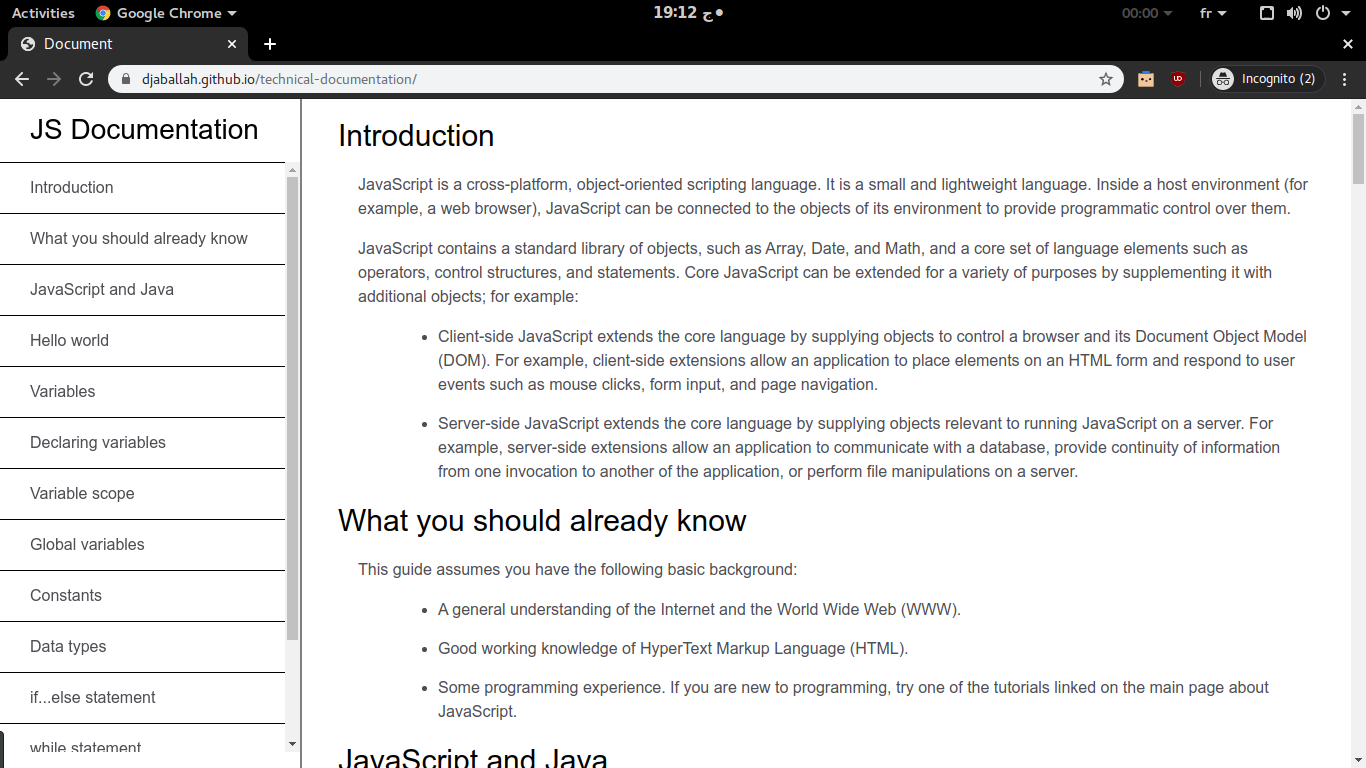 Activities Google Chrome 19:12 ج 00:00 fr
Document
djaballah.github.io/technical-documentation/ Incognito (2)
JS Documentation
Introduction
What you should already know
JavaScript and Java
Hello world
Variables
Declaring variables
Variable scope
Global variables
Constants
Data types
if...else statement
while statement
Introduction
JavaScript is a cross-platform, object-oriented scripting language. It is a small and lightweight language. Inside a host environment (for
example, a web browser), JavaScript can be connected to the objects of its environment to provide programmatic control over them.
JavaScript contains a standard library of objects, such as Array, Date, and Math, and a core set of language elements such as
operators, control structures, and statements. Core JavaScript can be extended for a variety of purposes by supplementing it with
additional objects; for example:
• Client-side JavaScript extends the core language by supplying objects to control a browser and its Document Object Model
(DOM). For example, client-side extensions allow an application to place elements on an HTML form and respond to user
events such as mouse clicks, form input, and page navigation.
• Server-side JavaScript extends the core language by supplying objects relevant to running JavaScript on a server. For
example, server-side extensions allow an application to communicate with a database, provide continuity of information
from one invocation to another of the application, or perform file manipulations on a server.
What you should already know
This guide assumes you have the following basic background:
• A general understanding of the Internet and the World Wide Web (WWW).
• Good working knowledge of HyperText Markup Language (HTML).
• Some programming experience. If you are new to programming, try one of the tutorials linked on the main page about
JavaScript.
JavaScript and Java